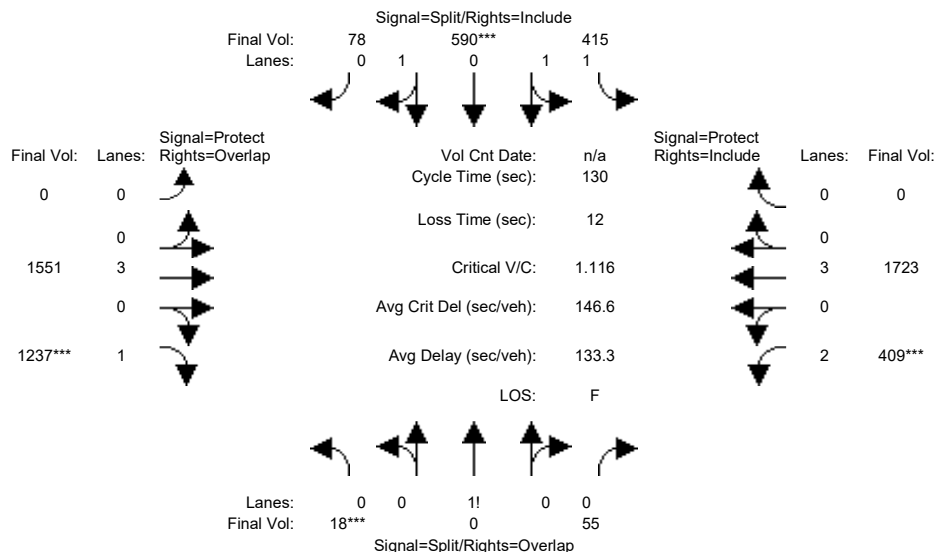 Signal=Split/Rights=Include
Final Vol: 78 590*** 415
Lanes: 0 1 0 1 1
Signal=Protect
Final Vol: Lanes: Rights=Overlap
Vol Cnt Date: n/a
Signal=Protect
Rights=Include Lanes: Final Vol:
Cycle Time (sec): 130
0 0
0 0
Loss Time (sec): 12
0
0
1551 3
Critical V/C: 1.116
3 1723
0
Avg Crit Del (sec/veh): 146.6
0
1237*** 1
Avg Delay (sec/veh): 133.3
2 409***
LOS: F
Lanes: 0 0 1! 0 0
Final Vol: 18*** 0 55
Signal=Split/Rights=Overlap